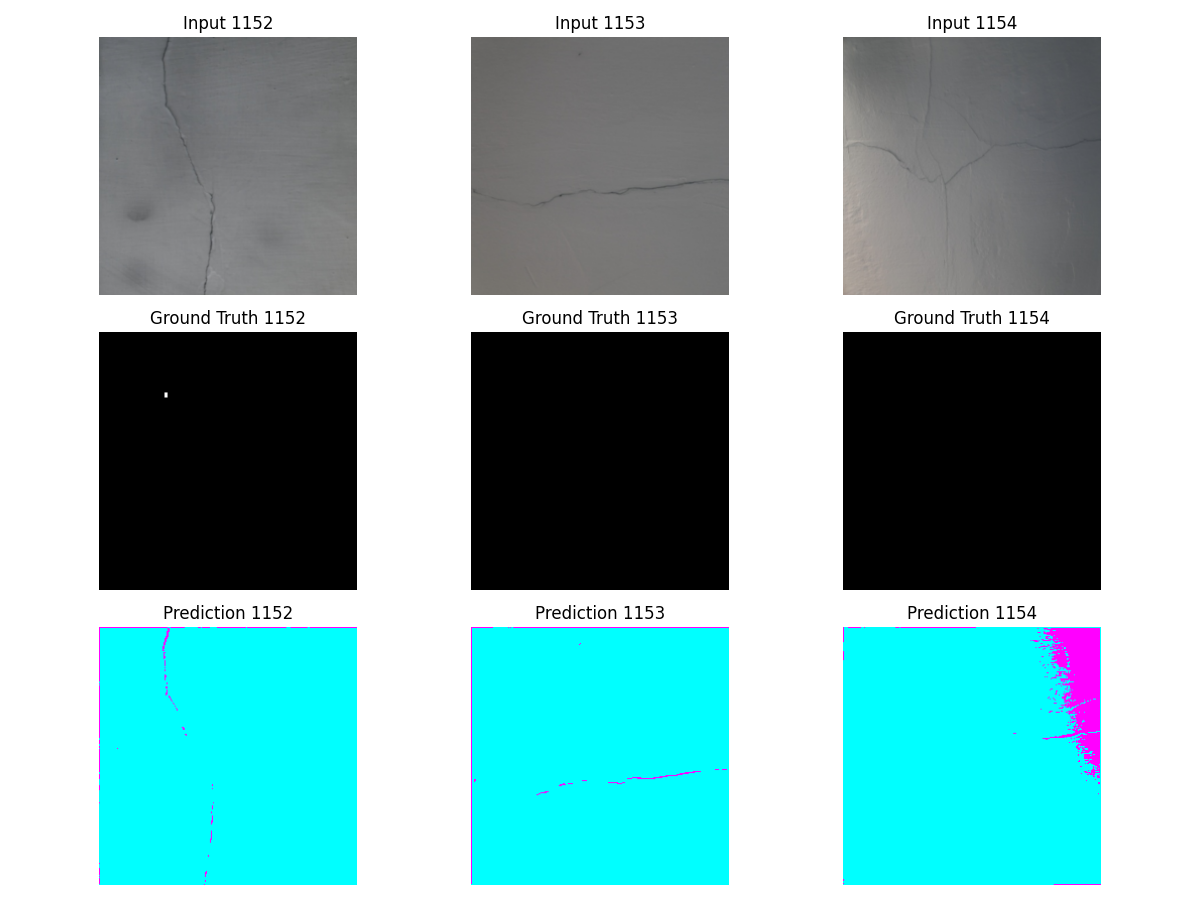 Input 1152
Input 1153
Input 1154
Ground Truth 1152
Ground Truth 1153
Ground Truth 1154
Prediction 1152
Prediction 1153
Prediction 1154